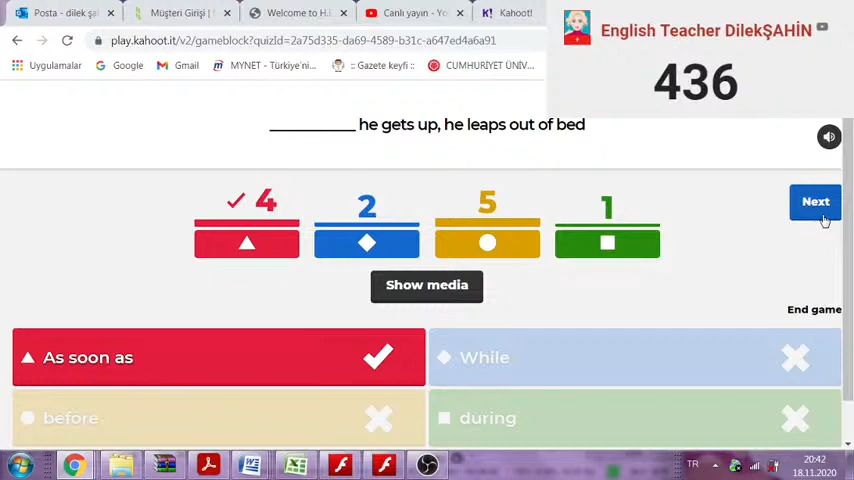 Posta - dilek şal
Müşteri Girişi | N
Welcome to H.I
Canlı yayın - Yo
Kahoot!
play.kahoot.it/v2/gameblock?quizId=2a75d335-da69-4589-b31c-a647ed4a6a91
Uygulamalar
Google
Gmail
MYNET - Türkiye'ni...
:: Gazete keyfi ::
CUMHURİYET ÜNİV...
English Teacher DilekŞAHİN
436
__________ he gets up, he leaps out of bed
4
2
5
1
Next
Show media
End game
As soon as
While
before
during
TR
20:42
18.11.2020